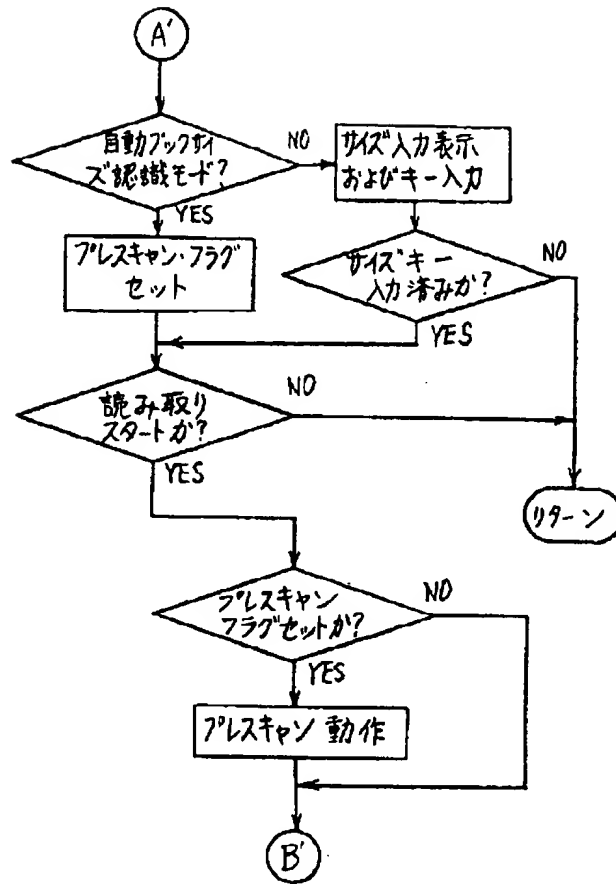 A'
自動ブックサイ
ズ認識モード?
NO
サイズ入力表示
およびキー入力
YES
プレスキャン・フラグ
セット
サイズキー
入力済みか?
NO
YES
読み取り
スタートか?
NO
YES
リターン
プレスキャン
フラグセットか?
NO
YES
プレスキャン動作
B'